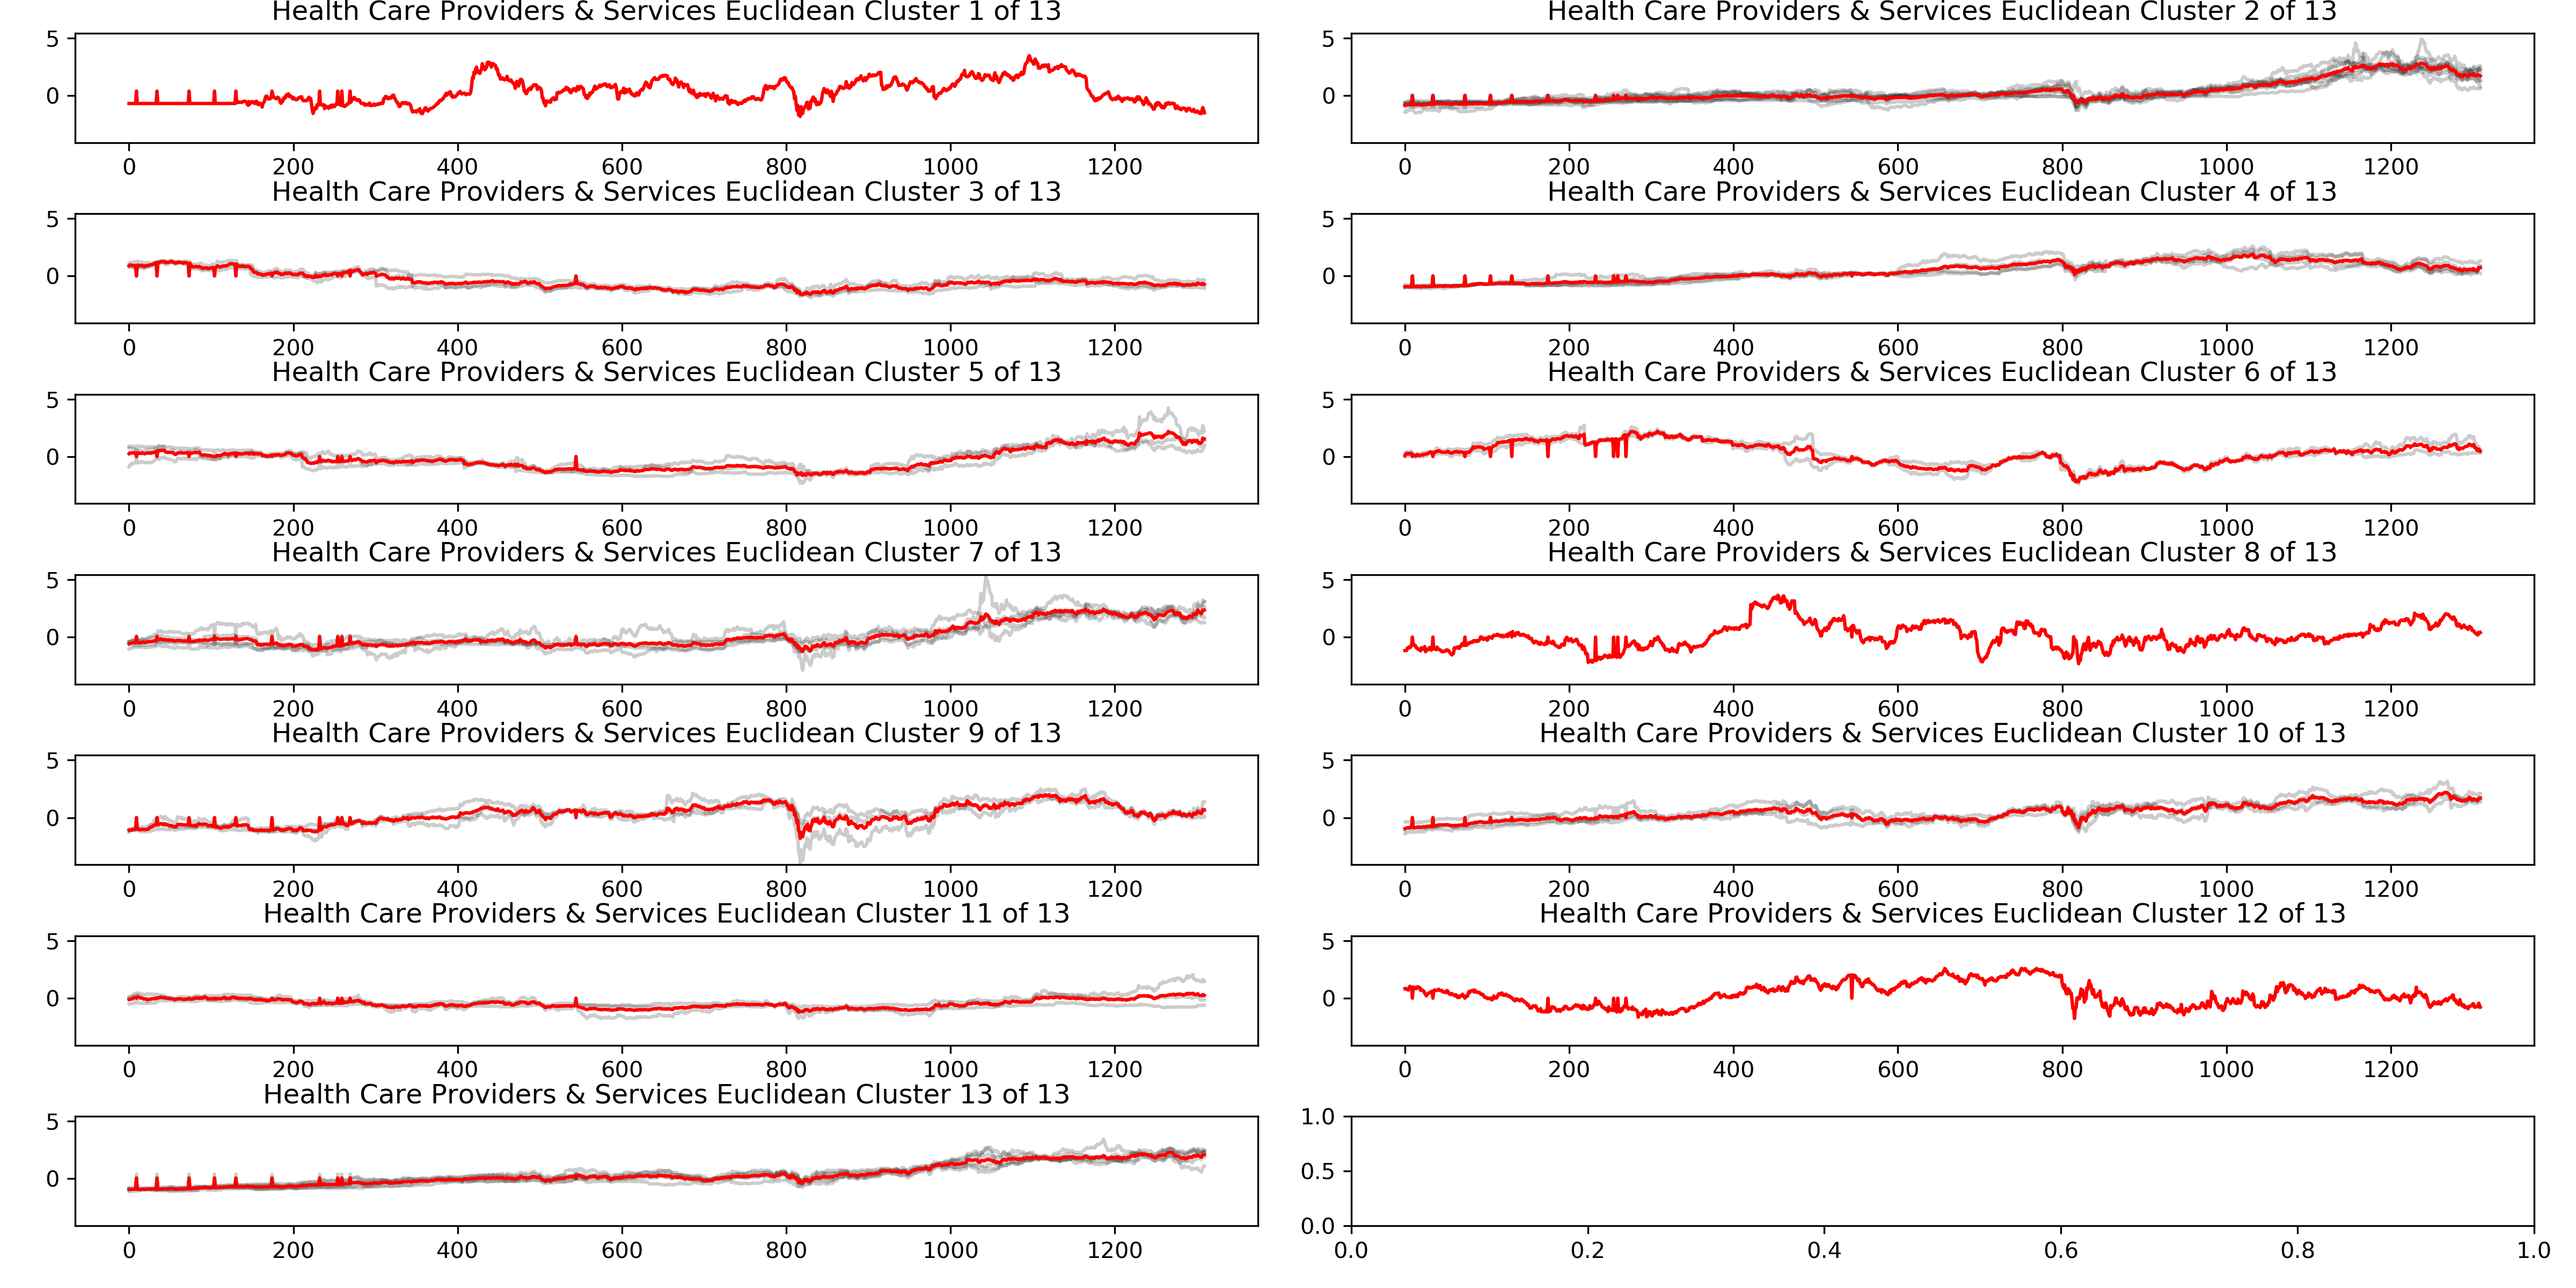 Health Care Providers & Services Euclidean Cluster 1 of 13
5
0
0 200 400 600 800 1000 1200
Health Care Providers & Services Euclidean Cluster 2 of 13
5
0
0 200 400 600 800 1000 1200
Health Care Providers & Services Euclidean Cluster 3 of 13
5
0
0 200 400 600 800 1000 1200
Health Care Providers & Services Euclidean Cluster 4 of 13
5
0
0 200 400 600 800 1000 1200
Health Care Providers & Services Euclidean Cluster 5 of 13
5
0
0 200 400 600 800 1000 1200
Health Care Providers & Services Euclidean Cluster 6 of 13
5
0
0 200 400 600 800 1000 1200
Health Care Providers & Services Euclidean Cluster 7 of 13
5
0
0 200 400 600 800 1000 1200
Health Care Providers & Services Euclidean Cluster 8 of 13
5
0
0 200 400 600 800 1000 1200
Health Care Providers & Services Euclidean Cluster 9 of 13
5
0
0 200 400 600 800 1000 1200
Health Care Providers & Services Euclidean Cluster 10 of 13
5
0
0 200 400 600 800 1000 1200
Health Care Providers & Services Euclidean Cluster 11 of 13
5
0
0 200 400 600 800 1000 1200
Health Care Providers & Services Euclidean Cluster 12 of 13
5
0
0 200 400 600 800 1000 1200
Health Care Providers & Services Euclidean Cluster 13 of 13
5
0
0 200 400 600 800 1000 1200
1.0
0.5
0.0
0.0 0.2 0.4 0.6 0.8 1.0